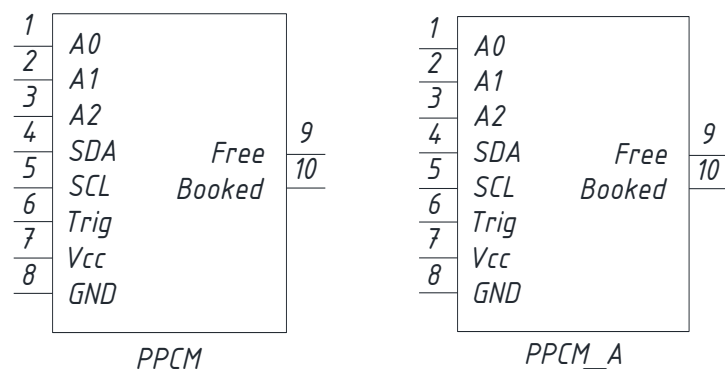 1 A0
2 A1
3 A2
4 SDA
5 SCL
6 Trig
7 Vcc
8 GND
Free 9
Booked 10
PPCM
1 A0
2 A1
3 A2
4 SDA
5 SCL
6 Trig
7 Vcc
8 GND
Free 9
Booked 10
PPCM_A